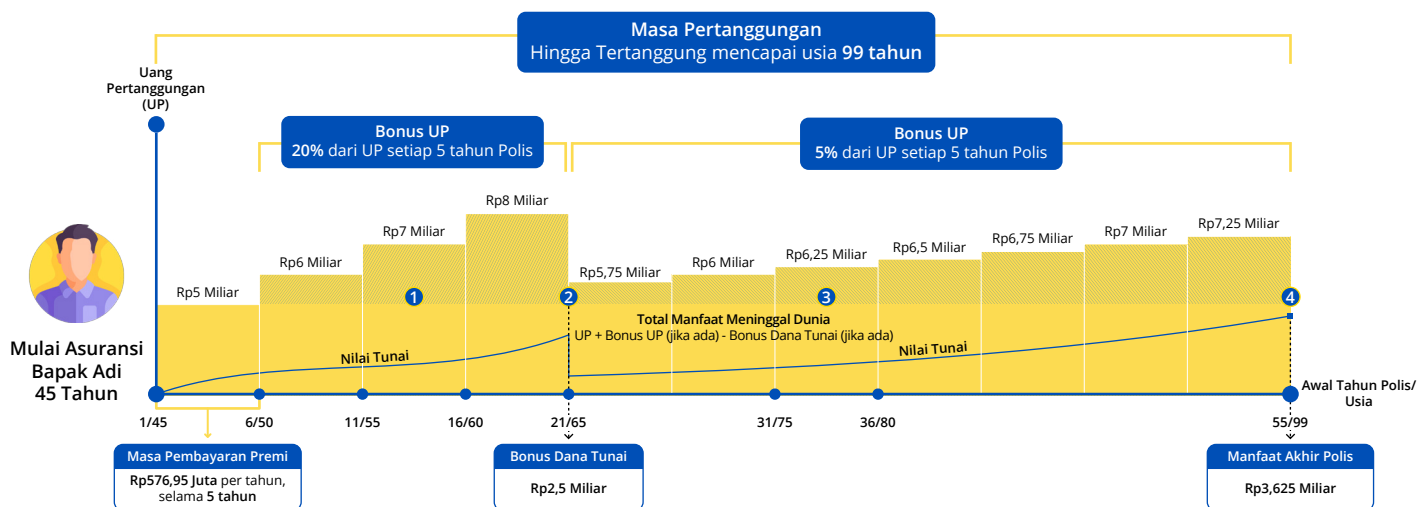 Masa Pertanggungan
Hingga Tertanggung mencapai usia 99 tahun
Uang
Pertanggungan
(UP)
Bonus UP
20% dari UP setiap 5 tahun Polis
Bonus UP
5% dari UP setiap 5 tahun Polis
Rp5 Miliar
Rp6 Miliar
Rp7 Miliar
Rp8 Miliar
Rp5,75 Miliar
Rp6 Miliar
Rp6,25 Miliar
Rp6,5 Miliar
Rp6,75 Miliar
Rp7 Miliar
Rp7,25 Miliar
1
2
3
4
Total Manfaat Meninggal Dunia
UP + Bonus UP (jika ada) - Bonus Dana Tunai (jika ada)
Nilai Tunai
Nilai Tunai
Mulai Asuransi
Bapak Adi
45 Tahun
Awal Tahun Polis/
Usia
1/45
6/50
11/55
16/60
21/65
31/75
36/80
55/99
Masa Pembayaran Premi
Rp576,95 Juta per tahun,
selama 5 tahun
Bonus Dana Tunai
Rp2,5 Miliar
Manfaat Akhir Polis
Rp3,625 Miliar